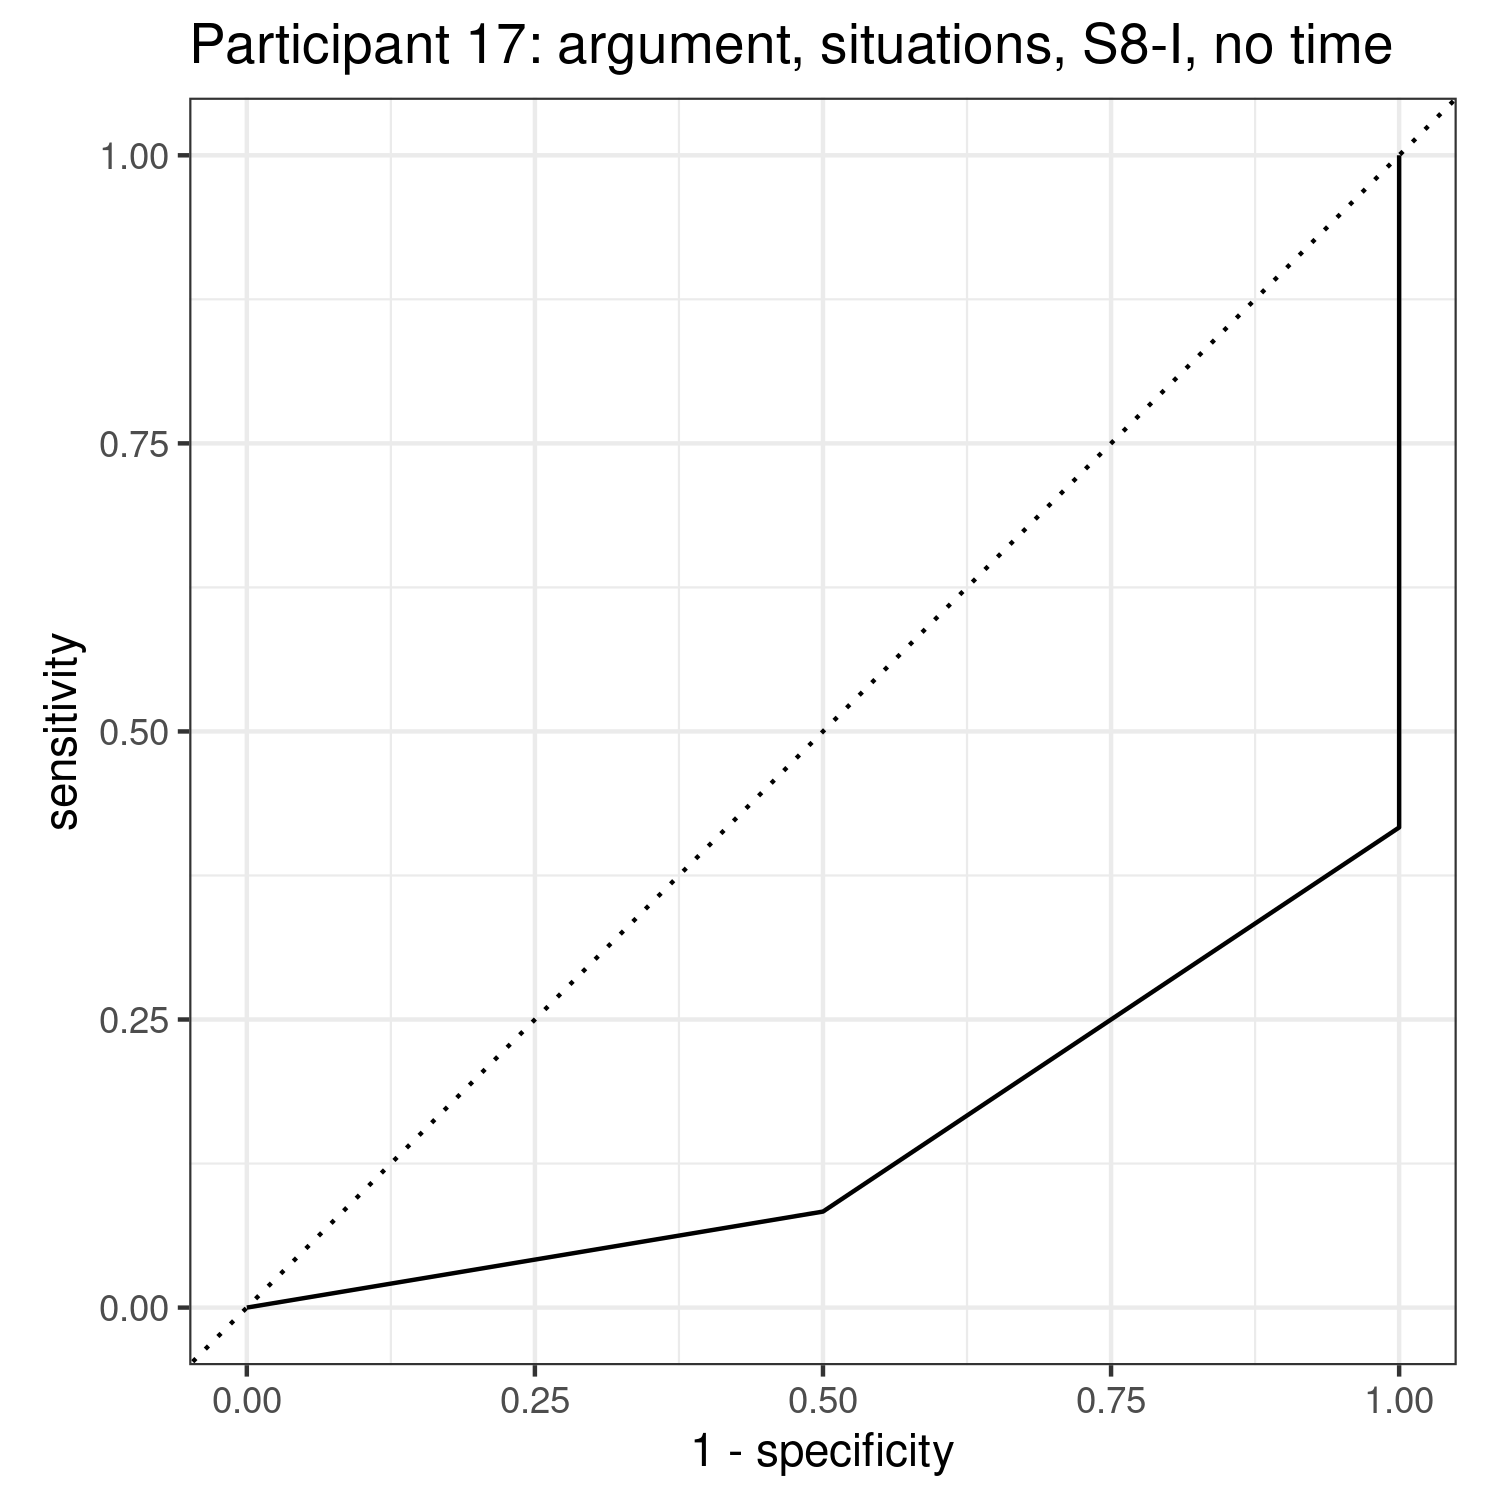 Participant 17: argument, situations, S8-I, no time
sensitivity
1.00
0.75
0.50
0.25
0.00
0.00 0.25 0.50 0.75 1.00
1 - specificity